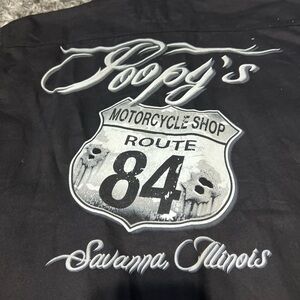 Poopy's
MOTORCYCLE SHOP
ROUTE
84
Savanna, Illinois